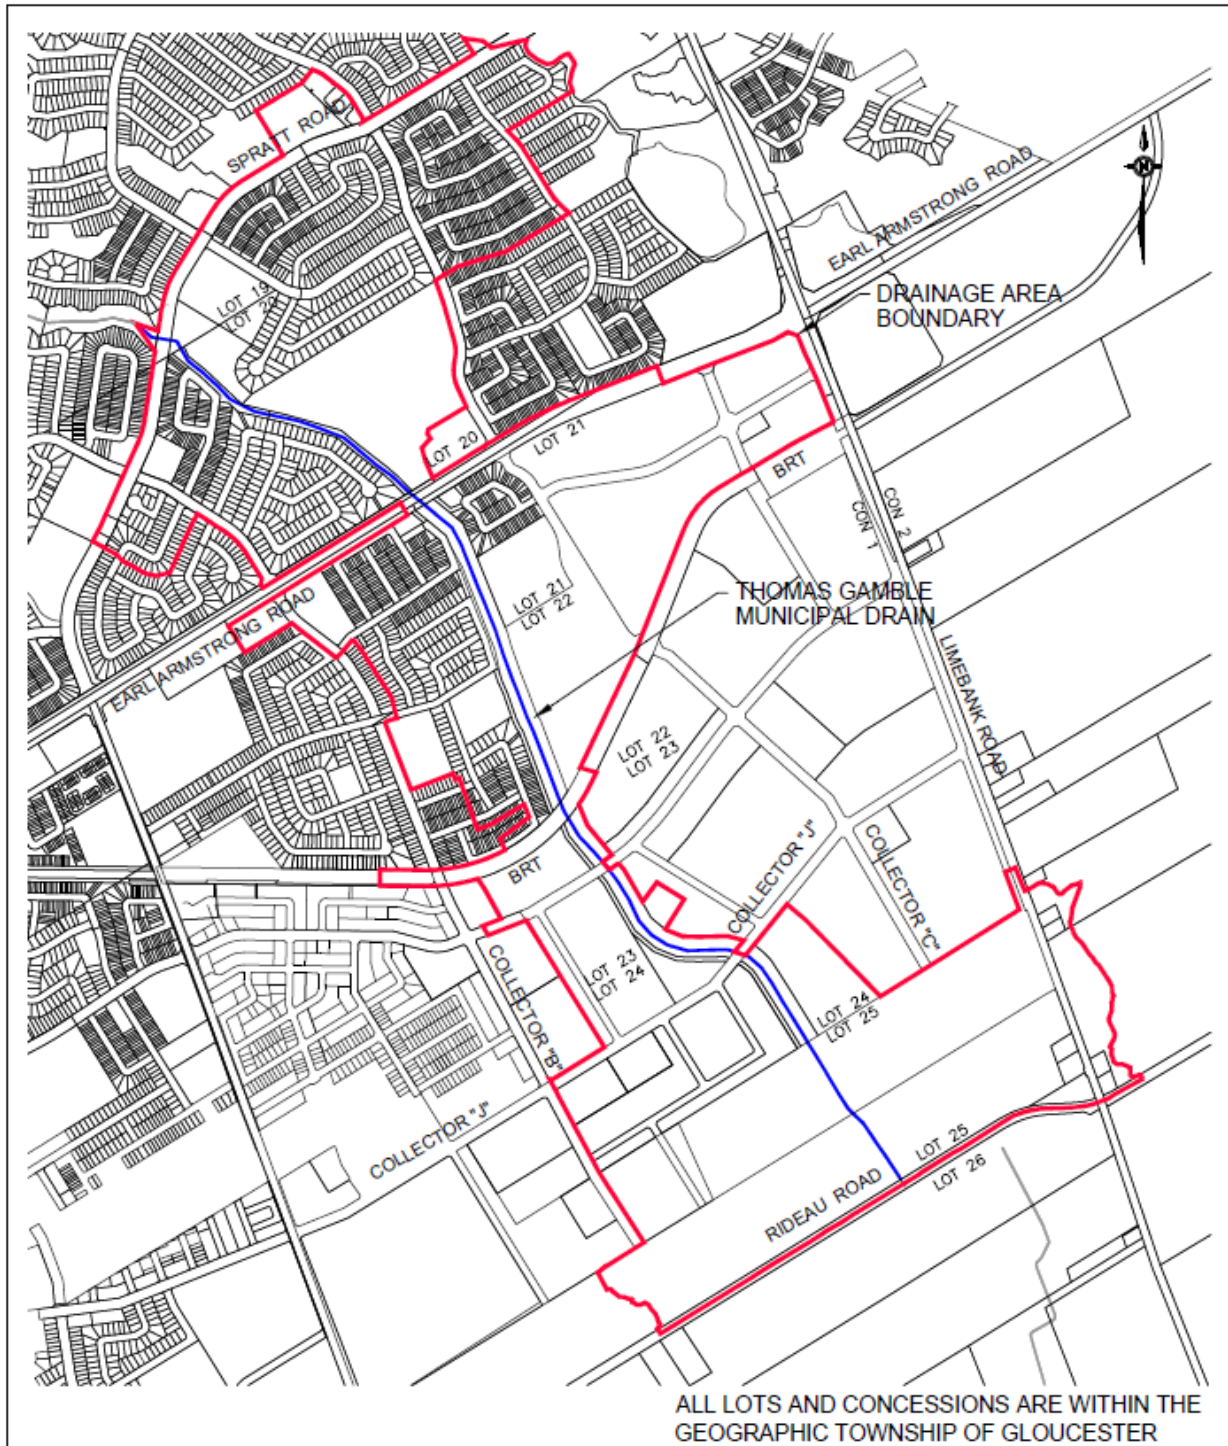 SPRATT ROAD
EARL ARMSTRONG ROAD
N
LOT 19
LOT 20
DRAINAGE AREA
BOUNDARY
LOT 20
LOT 21
BRT
CON 2
CON 1
LOT 21
LOT 22
THOMAS GAMBLE
MUNICIPAL DRAIN
EARL ARMSTRONG ROAD
LIMEBANK ROAD
LOT 22
LOT 23
BRT
COLLECTOR "J"
COLLECTOR "C"
COLLECTOR "B"
LOT 23
LOT 24
LOT 24
LOT 25
COLLECTOR "J"
LOT 25
LOT 26
RIDEAU ROAD
ALL LOTS AND CONCESSIONS ARE WITHIN THE
GEOGRAPHIC TOWNSHIP OF GLOUCESTER